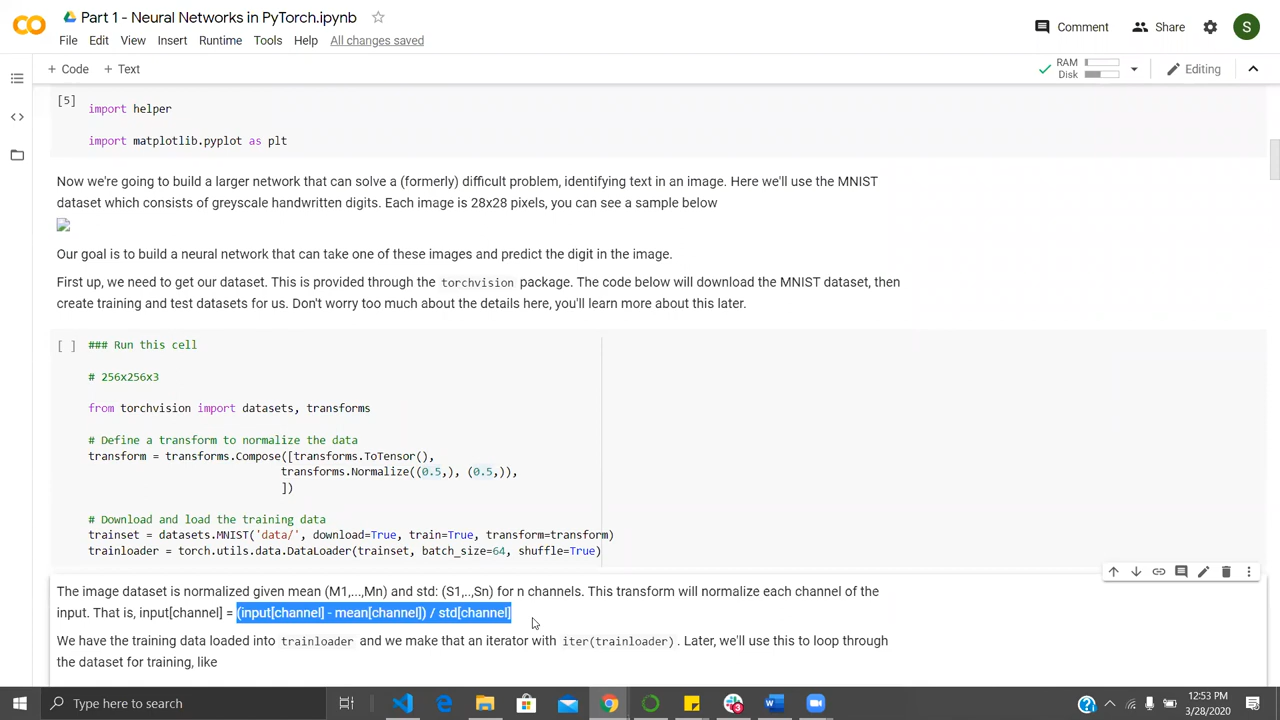 Part 1 - Neural Networks in PyTorch.ipynb
Comment
Share
S
File Edit View Insert Runtime Tools Help All changes saved
+ Code + Text
RAM
Disk
Editing
[5]
import helper
import matplotlib.pyplot as plt
Now we're going to build a larger network that can solve a (formerly) difficult problem, identifying text in an image. Here we'll use the MNIST
dataset which consists of greyscale handwritten digits. Each image is 28x28 pixels, you can see a sample below
Our goal is to build a neural network that can take one of these images and predict the digit in the image.
First up, we need to get our dataset. This is provided through the torchvision package. The code below will download the MNIST dataset, then
create training and test datasets for us. Don't worry too much about the details here, you'll learn more about this later.
[ ] ### Run this cell
# 256x256x3
from torchvision import datasets, transforms
# Define a transform to normalize the data
transform = transforms.Compose([transforms.ToTensor(),
transforms.Normalize((0.5,), (0.5,)),
])
# Download and load the training data
trainset = datasets.MNIST('data/', download=True, train=True, transform=transform)
trainloader = torch.utils.data.DataLoader(trainset, batch_size=64, shuffle=True)
The image dataset is normalized given mean (M1,...,Mn) and std: (S1,..,Sn) for n channels. This transform will normalize each channel of the
input. That is, input[channel] = (input[channel] - mean[channel]) / std[channel]
We have the training data loaded into trainloader and we make that an iterator with iter(trainloader). Later, we'll use this to loop through
the dataset for training, like
Type here to search
3
12:53 PM
3/28/2020